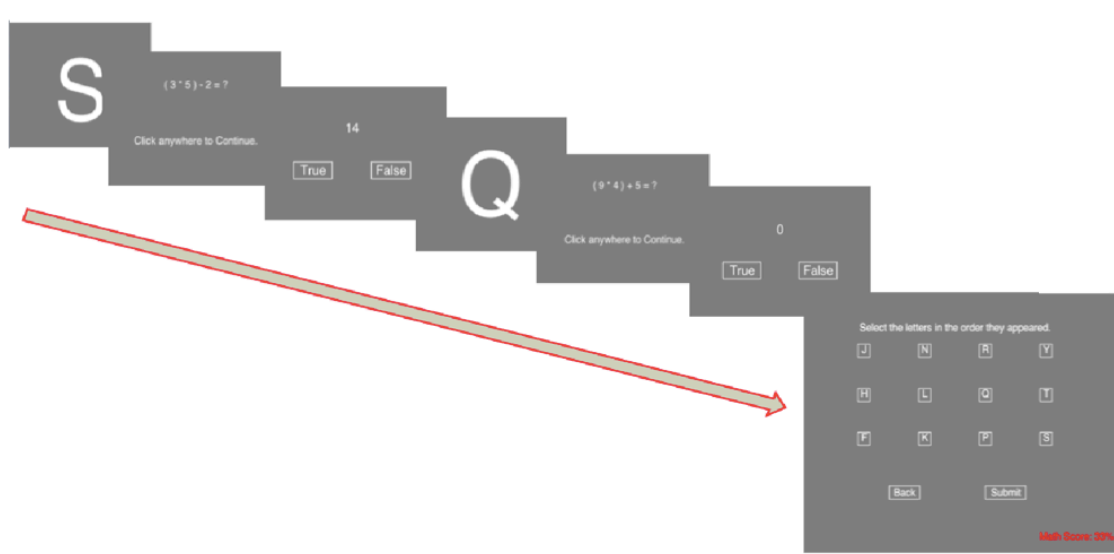 S
( 3 * 5 ) - 2 = ?
Click anywhere to Continue.
14
True False
Q
( 9 * 4 ) + 5 = ?
Click anywhere to Continue.
0
True False
Select the letters in the order they appeared.
J N R Y
H L Q T
F K P S
Back Submit
Math Score: 39%